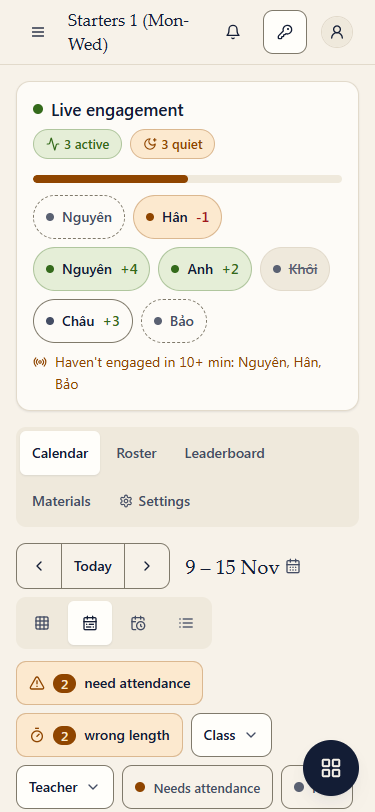 Starters 1 (Mon-
Wed)
Live engagement
3 active
3 quiet
Nguyên
Hân -1
Nguyên +4
Anh +2
Khôi
Châu +3
Bảo
Haven't engaged in 10+ min: Nguyên, Hân,
Bảo
Calendar
Roster
Leaderboard
Materials
Settings
Today
9 – 15 Nov
2 need attendance
2 wrong length
Class
Teacher
Needs attendance